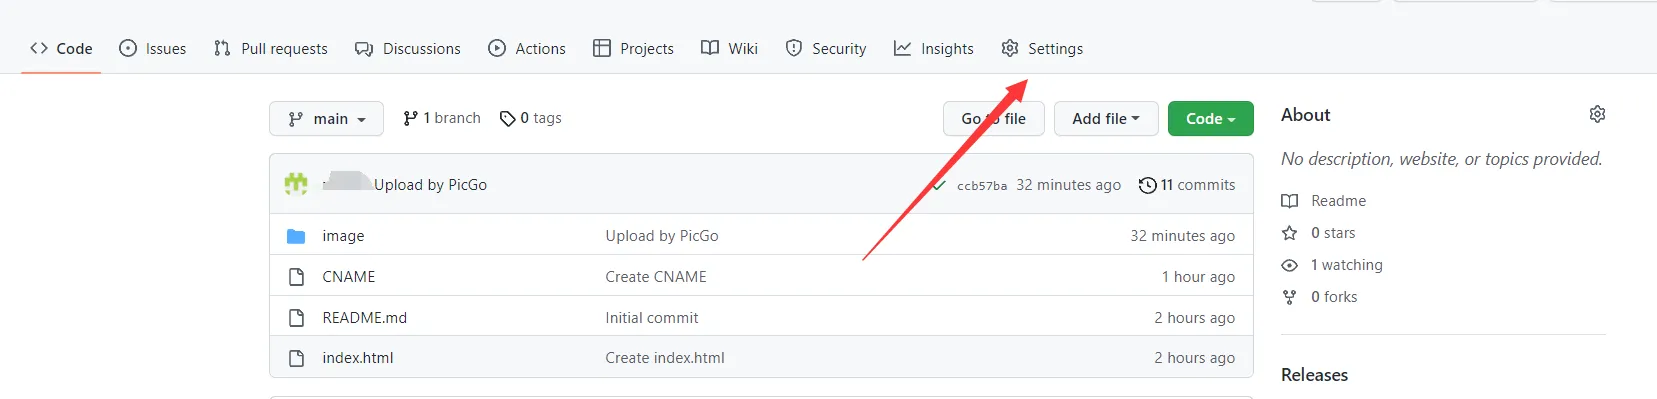 Code Issues Pull requests Discussions Actions Projects Wiki Security Insights Settings
main 1 branch 0 tags Go to file Add file Code
Upload by PicGo ccb57ba 32 minutes ago 11 commits
image Upload by PicGo 32 minutes ago
CNAME Create CNAME 1 hour ago
README.md Initial commit 2 hours ago
index.html Create index.html 2 hours ago
About
No description, website, or topics provided.
Readme
0 stars
1 watching
0 forks
Releases